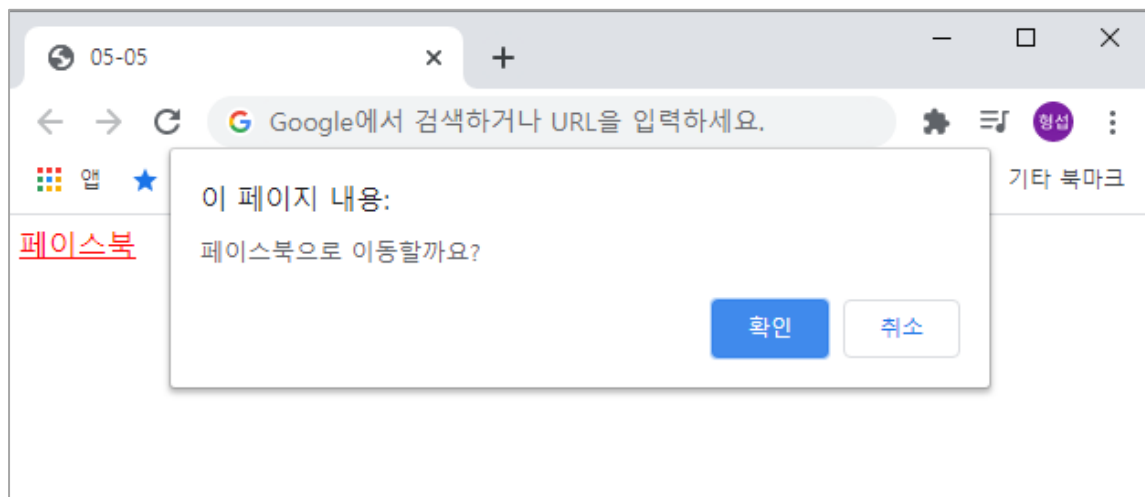 05-05
Google에서 검색하거나 URL을 입력하세요.
형섭
앱
기타 북마크
이 페이지 내용:
페이스북
페이스북으로 이동할까요?
확인
취소